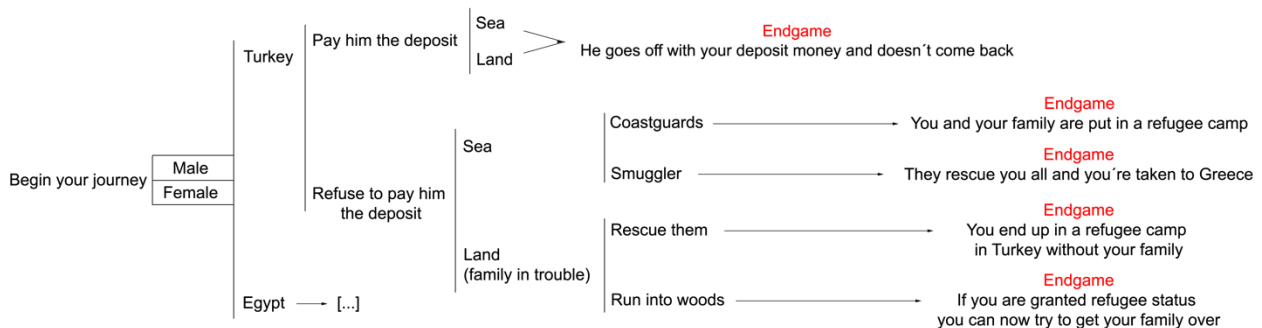 Begin your journey
Male
Female
Turkey
Egypt
[...]
Pay him the deposit
Refuse to pay him
the deposit
Sea
Land
Endgame
He goes off with your deposit money and doesn´t come back
Sea
Land
(family in trouble)
Coastguards
Endgame
You and your family are put in a refugee camp
Smuggler
Endgame
They rescue you all and you´re taken to Greece
Rescue them
Endgame
You end up in a refugee camp
in Turkey without your family
Run into woods
Endgame
If you are granted refugee status
you can now try to get your family over